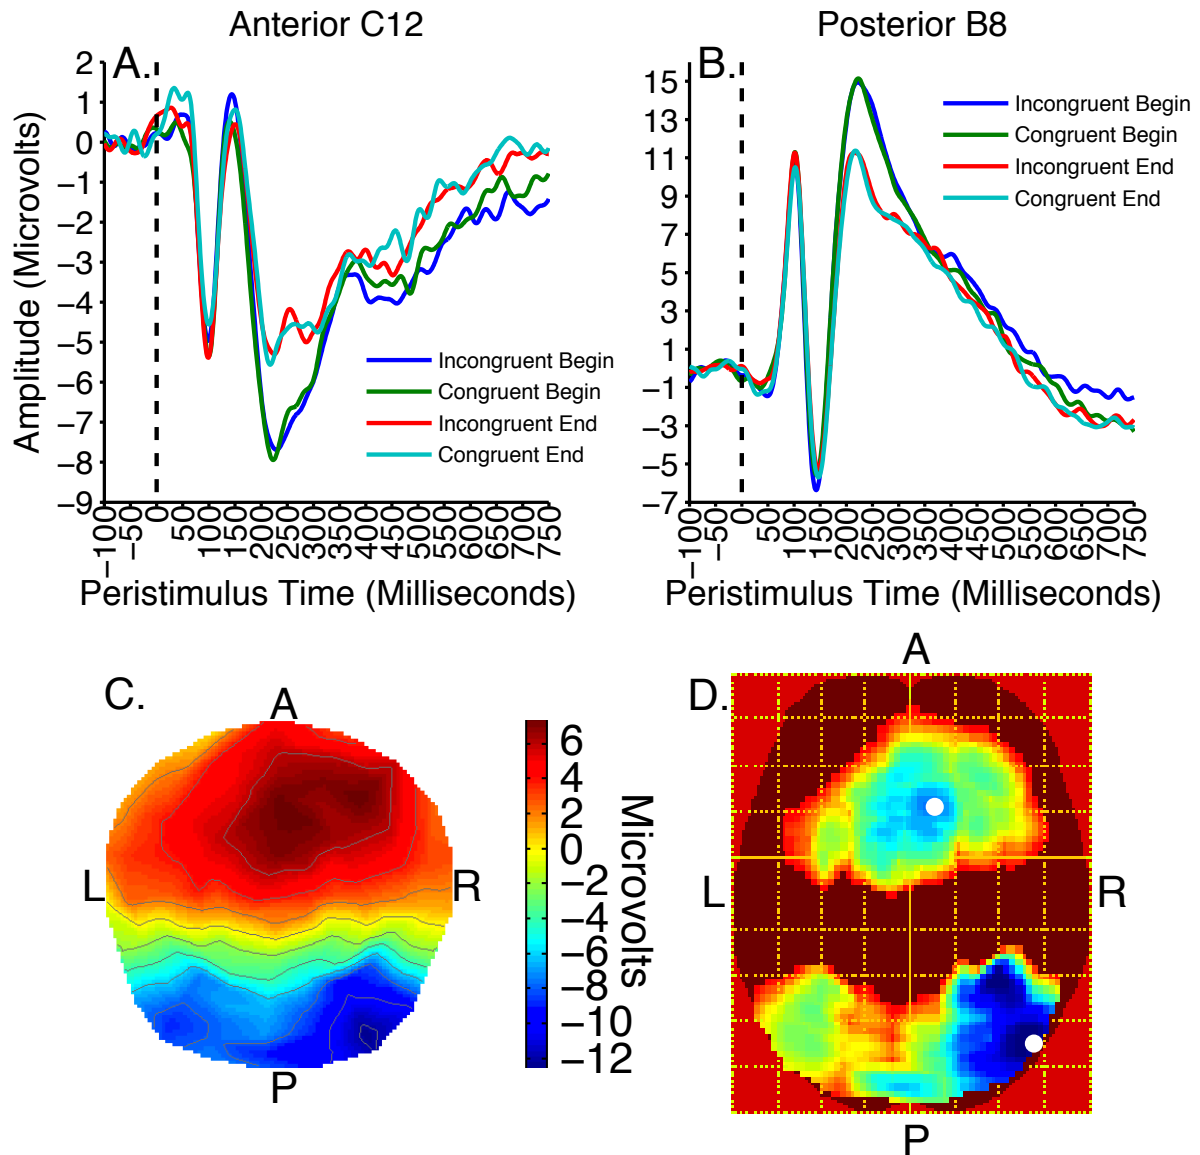 Anterior C12
A.
2
1
0
−1
−2
−3
−4
−5
−6
−7
−8
−9
Amplitude (Microvolts)
Incongruent Begin
Congruent Begin
Incongruent End
Congruent End
−100
−50
0
50
100
150
200
250
300
350
400
450
500
550
600
650
700
750
Peristimulus Time (Milliseconds)
Posterior B8
B.
15
13
11
9
7
5
3
1
−1
−3
−5
−7
Incongruent Begin
Congruent Begin
Incongruent End
Congruent End
−100
−50
0
50
100
150
200
250
300
350
400
450
500
550
600
650
700
750
Peristimulus Time (Milliseconds)
C.
A
L
R
P
6
4
2
0
−2
−4
−6
−8
−10
−12
Microvolts
D.
A
L
R
P